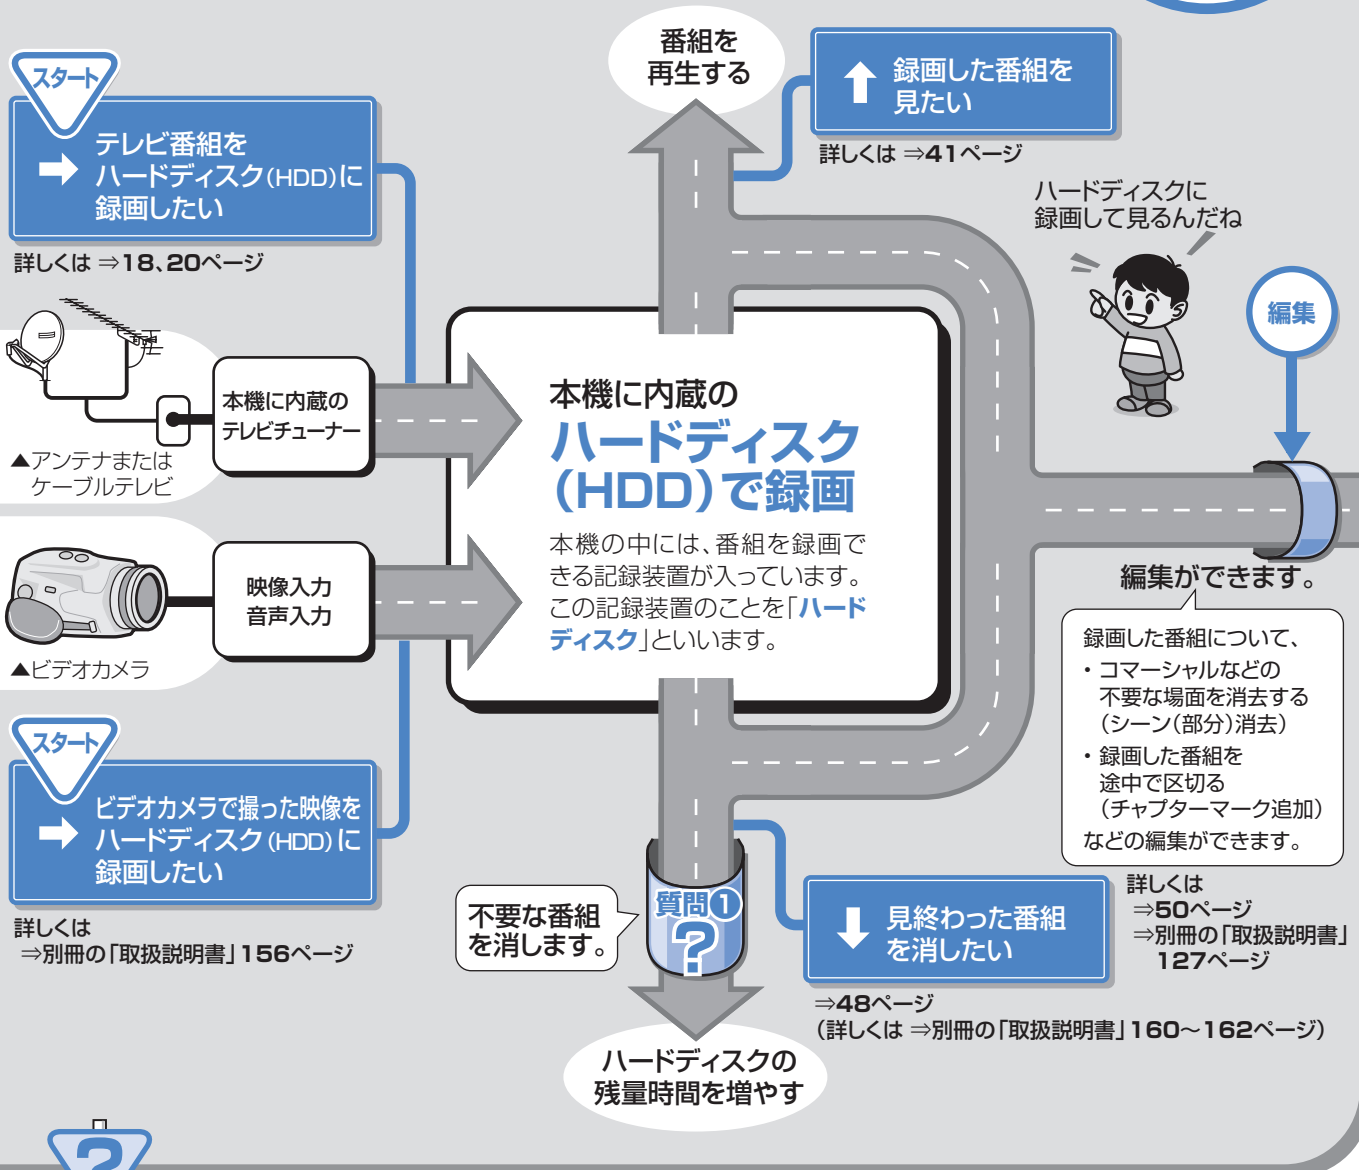 スタート
➡ テレビ番組を
ハードディスク(HDD)に
録画したい
詳しくは ⇒18、20ページ
▲アンテナまたは
ケーブルテレビ
本機に内蔵の
テレビチューナー
▲ビデオカメラ
映像入力
音声入力
スタート
➡ ビデオカメラで撮った映像を
ハードディスク(HDD)に
録画したい
詳しくは
⇒別冊の「取扱説明書」156ページ
番組を
再生する
⬆ 録画した番組を
見たい
詳しくは ⇒41ページ
ハードディスクに
録画して見るんだね
本機に内蔵の
ハードディスク
(HDD)で録画
本機の中には、番組を録画で
きる記録装置が入っています。
この記録装置のことを「ハード
ディスク」といいます。
編集
編集ができます。
録画した番組について、
・コマーシャルなどの
不要な場面を消去する
(シーン(部分)消去)
・録画した番組を
途中で区切る
(チャプターマーク追加)
などの編集ができます。
詳しくは
⇒50ページ
⇒別冊の「取扱説明書」
127ページ
不要な番組
を消します。
質問①
?
⬇ 見終わった番組
を消したい
⇒48ページ
(詳しくは ⇒別冊の「取扱説明書」160〜162ページ)
ハードディスクの
残量時間を増やす
?